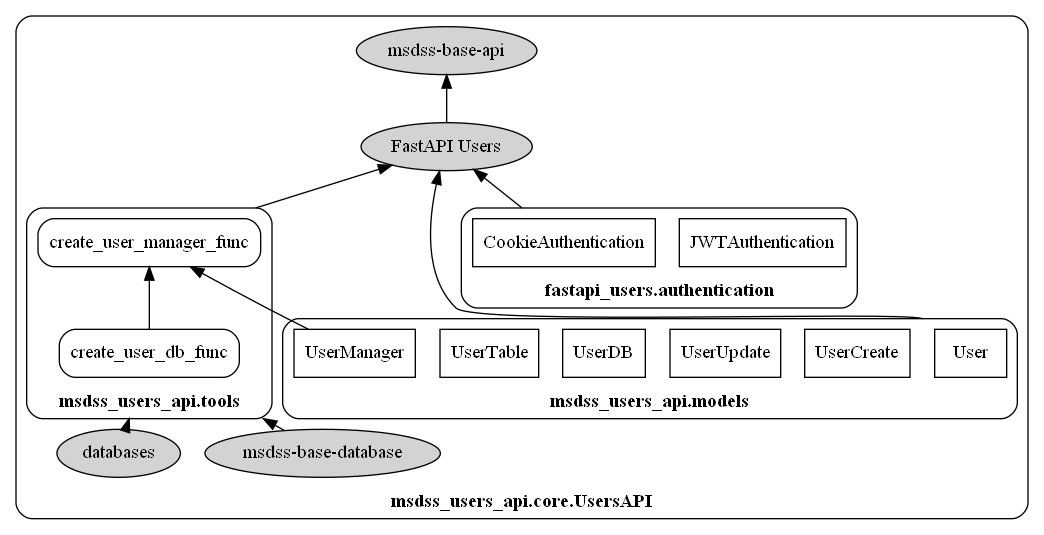 msdss-base-api
FastAPI Users
create_user_manager_func
CookieAuthentication
JWTAuthentication
fastapi_users.authentication
create_user_db_func
UserManager
UserTable
UserDB
UserUpdate
UserCreate
User
msdss_users_api.tools
msdss_users_api.models
databases
msdss-base-database
msdss_users_api.core.UsersAPI